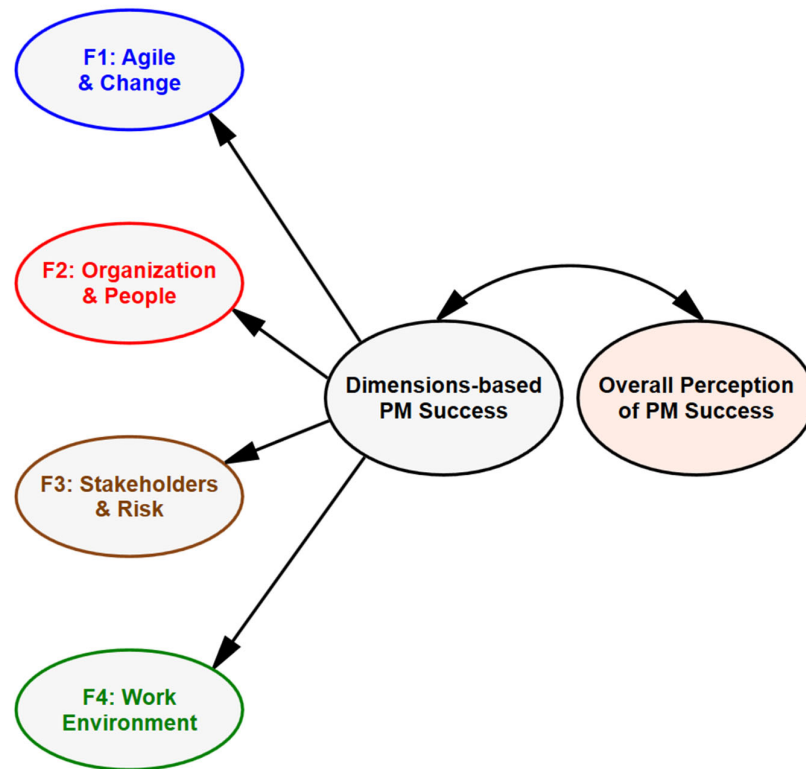 F1: Agile
& Change
F2: Organization
& People
F3: Stakeholders
& Risk
F4: Work
Environment
Dimensions-based
PM Success
Overall Perception
of PM Success